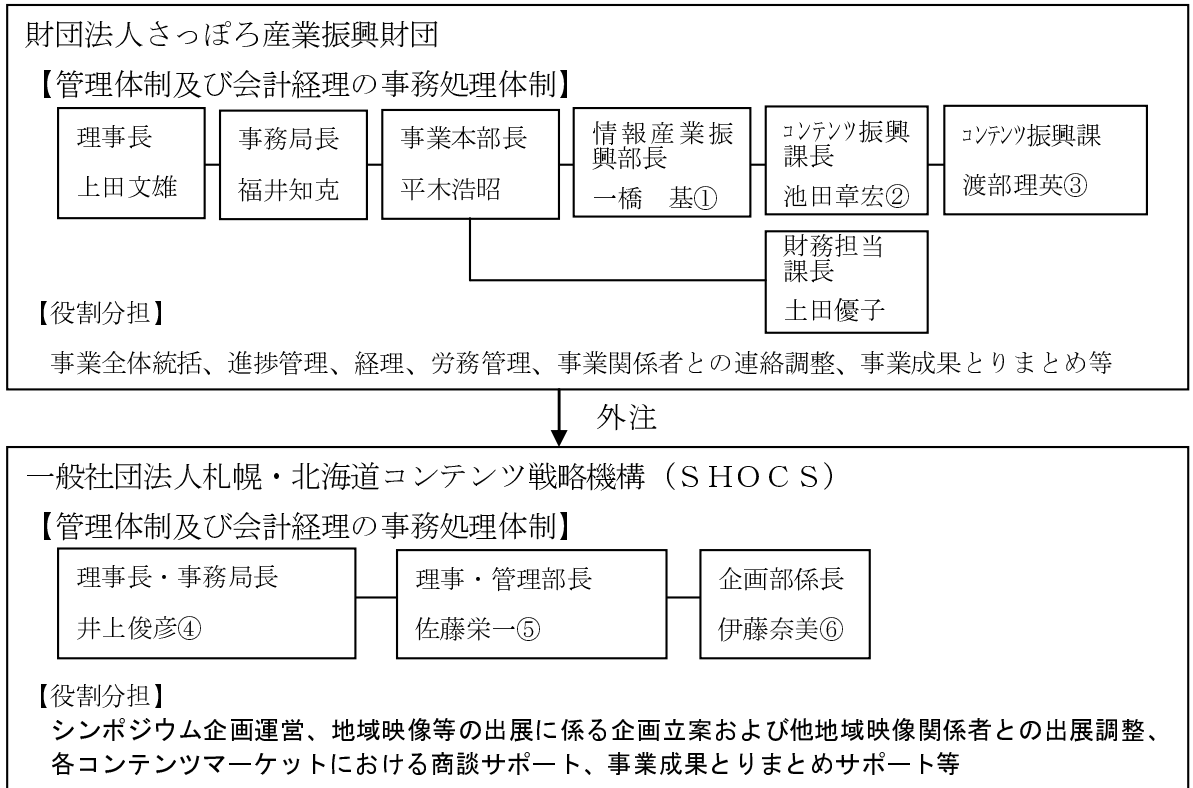 財団法人さっぽろ産業振興財団
【管理体制及び会計経理の事務処理体制】
理事長
上田文雄
事務局長
福井知克
事業本部長
平木浩昭
情報産業振
興部長
一橋　基①
ｺﾝﾃﾝﾂ振興
課長
池田章宏②
ｺﾝﾃﾝﾂ振興課
渡部理英③
財務担当
課長
土田優子
【役割分担】
事業全体統括、進捗管理、経理、労務管理、事業関係者との連絡調整、事業成果とりまとめ等
外注
一般社団法人札幌・北海道コンテンツ戦略機構（ＳＨＯＣＳ）
【管理体制及び会計経理の事務処理体制】
理事長・事務局長
井上俊彦④
理事・管理部長
佐藤栄一⑤
企画部係長
伊藤奈美⑥
【役割分担】
シンポジウム企画運営、地域映像等の出展に係る企画立案および他地域映像関係者との出展調整、
各コンテンツマーケットにおける商談サポート、事業成果とりまとめサポート等